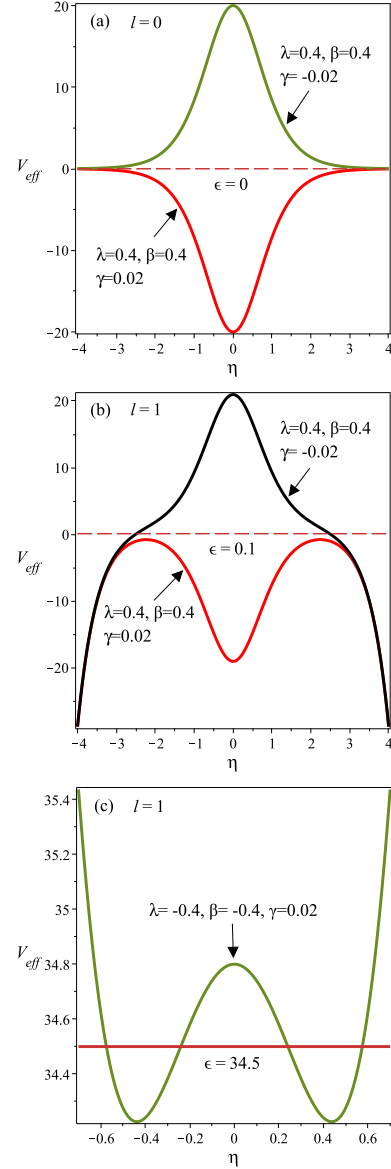 (a) l=0
20
10
0
−10
−20
V_eff
λ=0.4, β=0.4
γ= -0.02
ϵ = 0
λ=0.4, β=0.4
γ=0.02
−4 −3 −2 −1 0 1 2 3 4
η
(b) l = 1
20
10
0
−10
−20
V_eff
λ=0.4, β=0.4
γ= -0.02
ϵ = 0.1
λ=0.4, β=0.4
γ=0.02
−4 −3 −2 −1 0 1 2 3 4
η
(c) l = 1
35.4
35
34.8
34.4
V_eff
λ= -0.4, β= -0.4, γ=0.02
ϵ = 34.5
−0.6 −0.4 −0.2 0 0.2 0.4 0.6
η